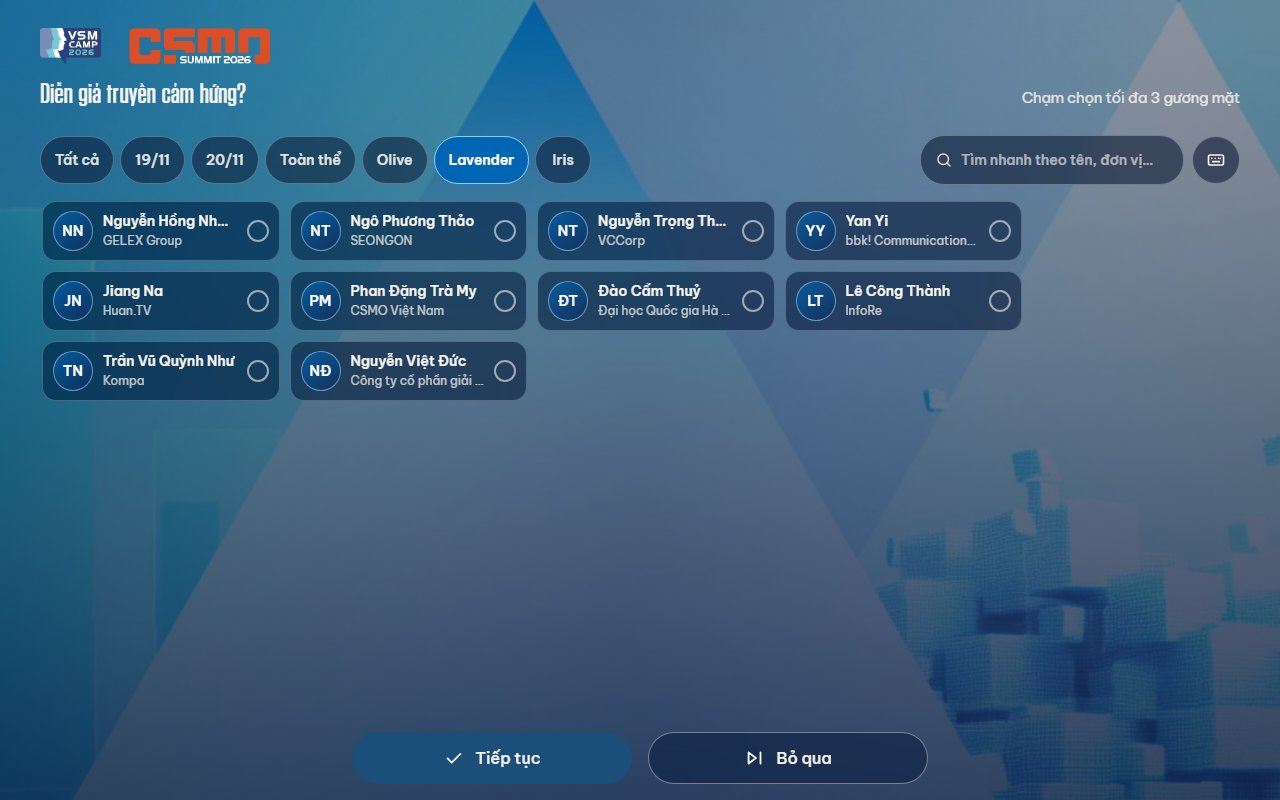 VSM
CAMP
2026
CSMO
SUMMIT 2026
Diễn giả truyền cảm hứng?
Chạm chọn tối đa 3 gương mặt
Tất cả
19/11
20/11
Toàn thể
Olive
Lavender
Iris
Tìm nhanh theo tên, đơn vị...
NN
Nguyễn Hồng Nh...
GELEX Group
NT
Ngô Phương Thảo
SEONGON
NT
Nguyễn Trọng Th...
VCCorp
YY
Yan Yi
bbk! Communication...
JN
Jiang Na
Huan.TV
PM
Phan Đặng Trà My
CSMO Việt Nam
ĐT
Đào Cẩm Thuỷ
Đại học Quốc gia Hà ...
LT
Lê Công Thành
InfoRe
TN
Trần Vũ Quỳnh Như
Kompa
NĐ
Nguyễn Việt Đức
Công ty cổ phần giải ...
Tiếp tục
Bỏ qua